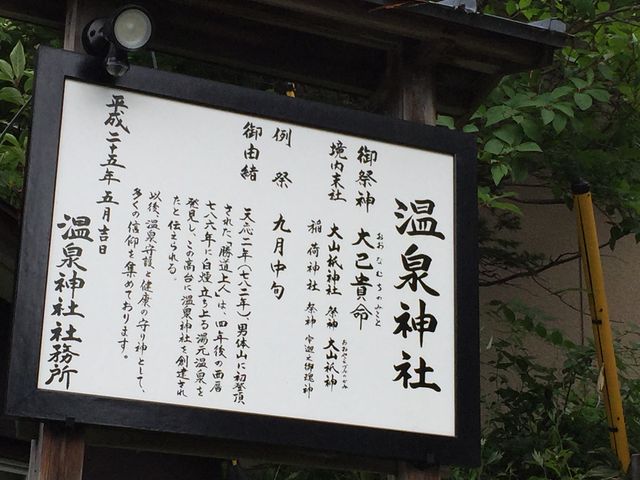 温泉神社
御祭神 大己貴命
おおなむちのみこと
境内末社 大山祇神社 祭神 大山祇神
おおやまづみのかみ
稲荷神社 祭神 宇迦之御魂神
例祭 九月中旬
御由緒 天応二年(七八二年)男体山に初登頂
された「勝道上人」は、四年後の西暦
七八六年に白煙立ち上る湯元温泉を
発見し、この高台に温泉神社を創建され
たと伝えられる。
以後、温泉守護と健康の守り神として、
多くの信仰を集めております。
平成二十五年五月吉日
温泉神社社務所